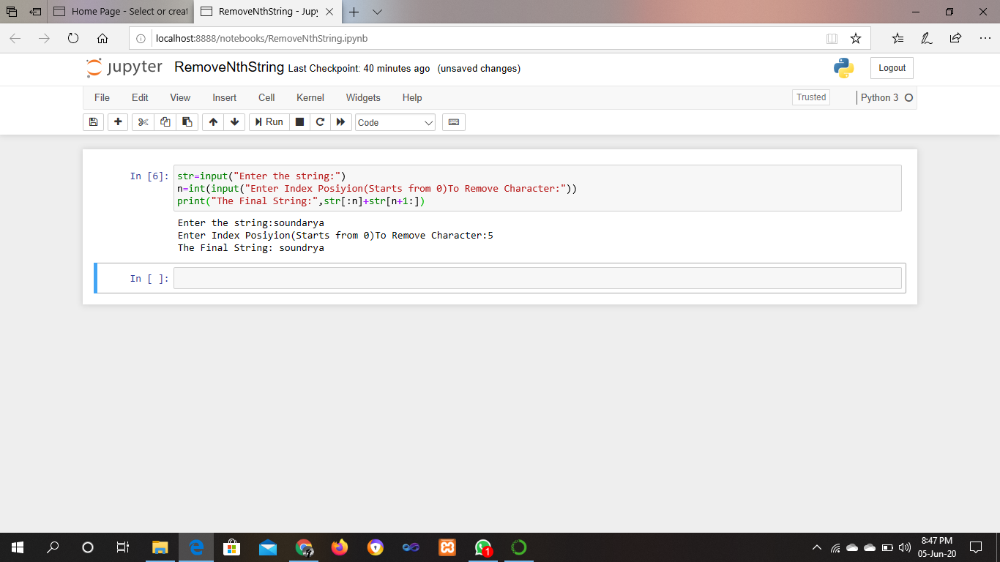 Home Page - Select or creat
RemoveNthString - Jup
localhost:8888/notebooks/RemoveNthString.ipynb
jupyter RemoveNthString Last Checkpoint: 40 minutes ago (unsaved changes)
Logout
File Edit View Insert Cell Kernel Widgets Help
Trusted
Python 3
Run
Code
In [6]: str=input("Enter the string:")
n=int(input("Enter Index Posiyion(Starts from 0)To Remove Character:"))
print("The Final String:",str[:n]+str[n+1:])
Enter the string:soundarya
Enter Index Posiyion(Starts from 0)To Remove Character:5
The Final String: soundrya
In [ ]:
1
8:47 PM
05-Jun-20